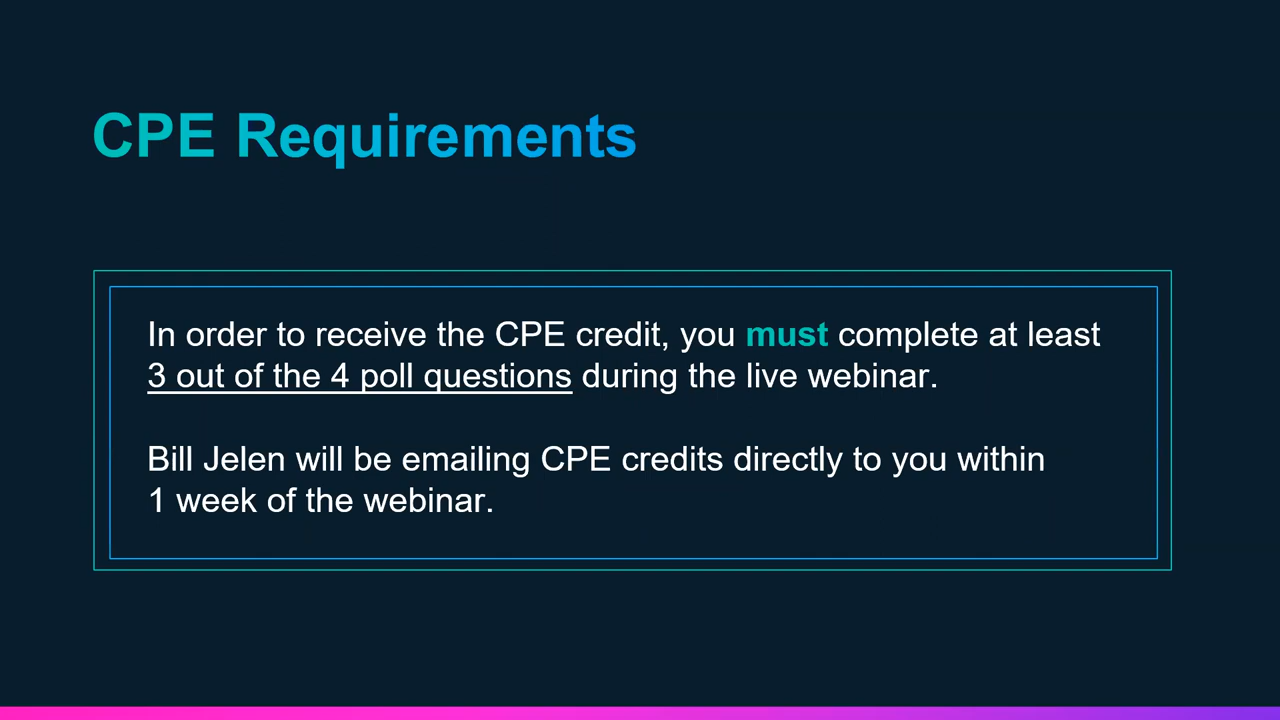 CPE Requirements
In order to receive the CPE credit, you must complete at least
3 out of the 4 poll questions during the live webinar.
Bill Jelen will be emailing CPE credits directly to you within
1 week of the webinar.